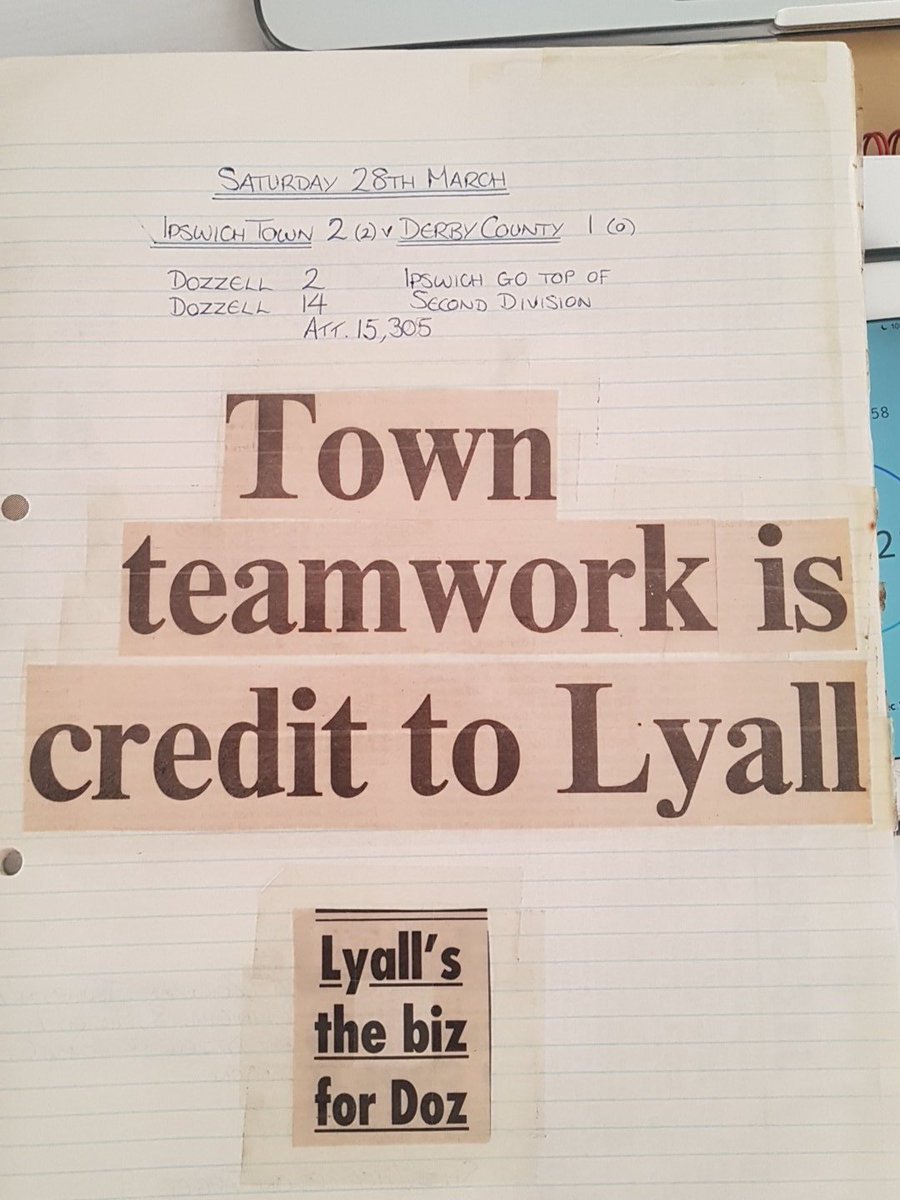 SATURDAY 28TH MARCH
IPSWICH TOWN 2 (2) v DERBY COUNTY 1 (0)
DOZZELL 2 IPSWICH GO TOP OF
DOZZELL 14 SECOND DIVISION
ATT. 15,305
Town
teamwork is
credit to Lyall
Lyall's
the biz
for Doz
58
2